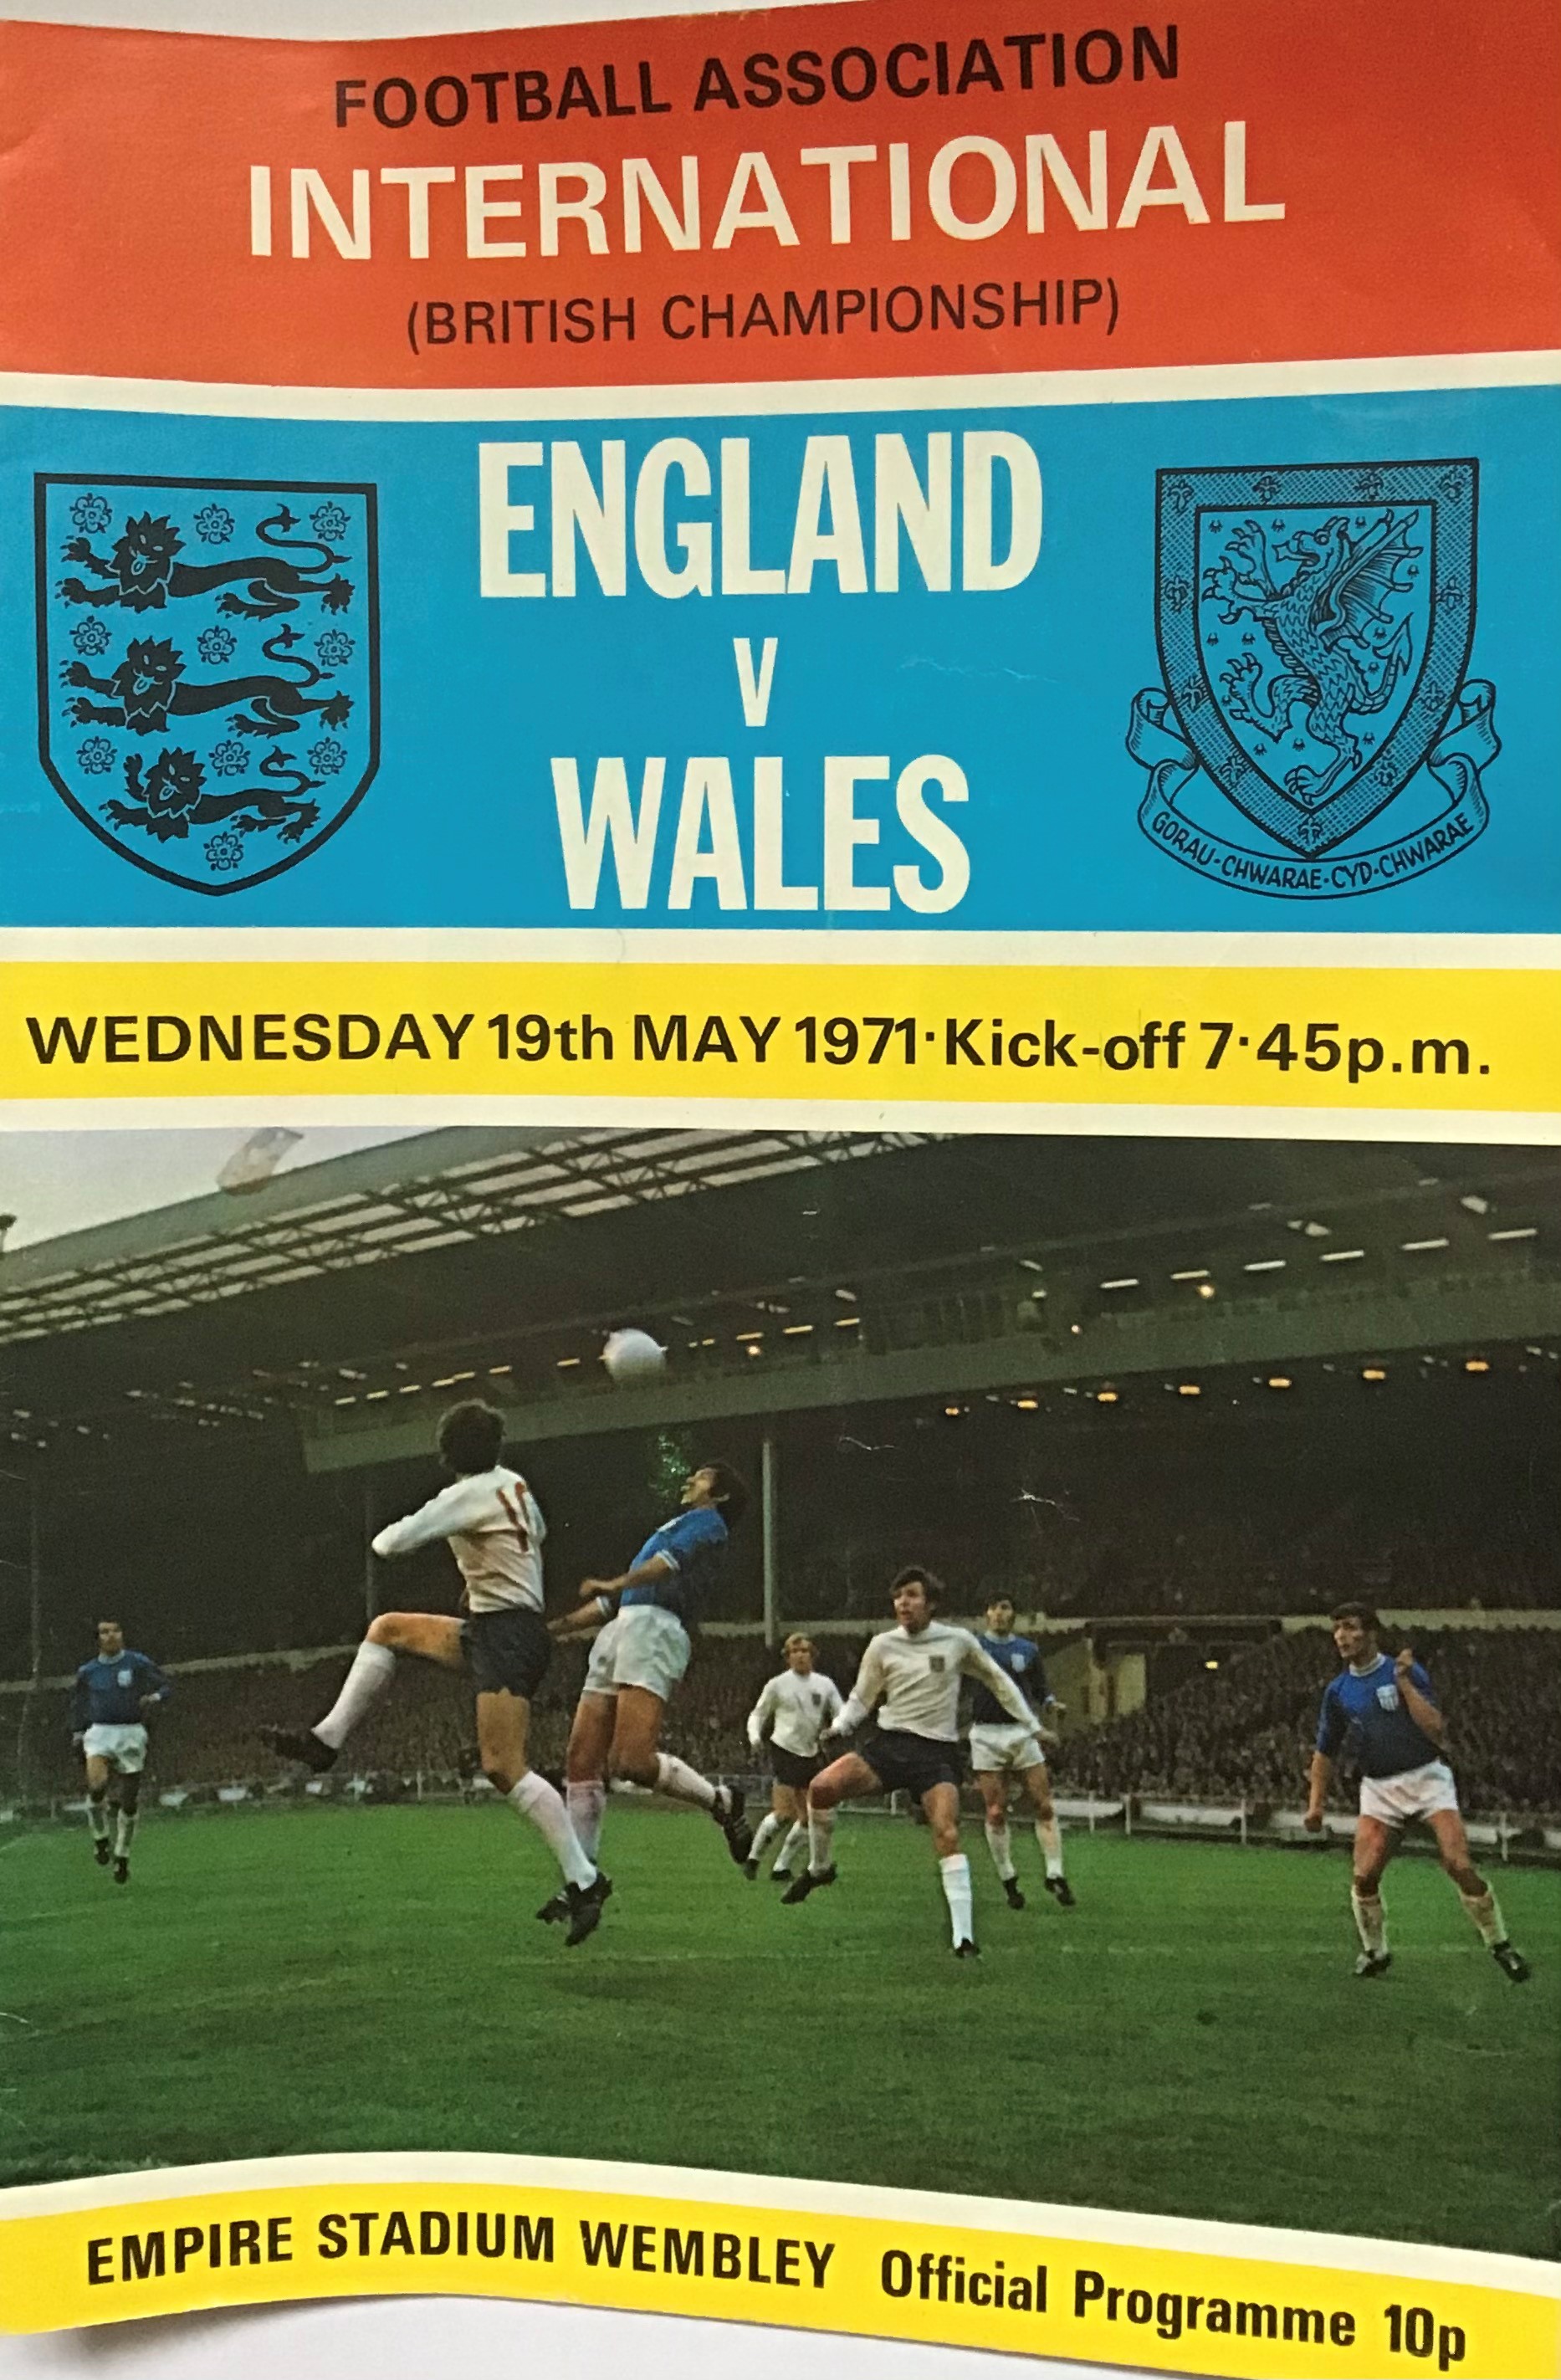 FOOTBALL ASSOCIATION
INTERNATIONAL
(BRITISH CHAMPIONSHIP)
ENGLAND
V
WALES
GORAU·CHWARAE·CYD·CHWARAE
WEDNESDAY 19th MAY 1971·Kick-off 7·45p.m.
EMPIRE STADIUM WEMBLEY Official Programme 10p